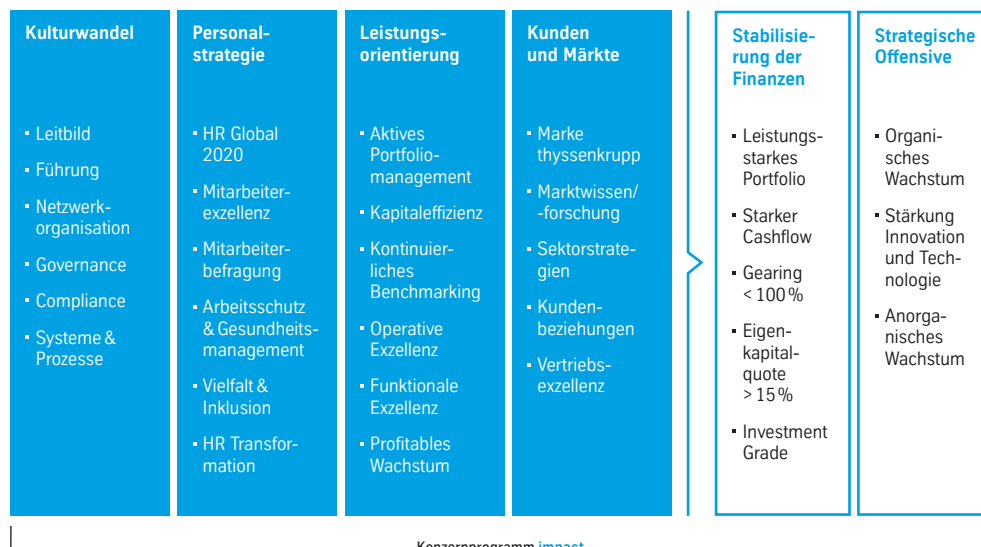 Kulturwandel
▪ Leitbild
▪ Führung
▪ Netzwerk-
organisation
▪ Governance
▪ Compliance
▪ Systeme &
Prozesse
Personal-
strategie
▪ HR Global
2020
▪ Mitarbeiter-
exzellenz
▪ Mitarbeiter-
befragung
▪ Arbeitsschutz
& Gesundheits-
management
▪ Vielfalt &
Inklusion
▪ HR Transfor-
mation
Leistungs-
orientierung
▪ Aktives
Portfolio-
management
▪ Kapitaleffizienz
▪ Kontinuier-
liches
Benchmarking
▪ Operative
Exzellenz
▪ Funktionale
Exzellenz
▪ Profitables
Wachstum
Kunden
und Märkte
▪ Marke
thyssenkrupp
▪ Marktwissen/
-forschung
▪ Sektorstrate-
gien
▪ Kunden-
beziehungen
▪ Vertriebs-
exzellenz
Stabilisie-
rung der
Finanzen
▪ Leistungs-
starkes
Portfolio
▪ Starker
Cashflow
▪ Gearing
< 100 %
▪ Eigen-
kapital-
quote
> 15 %
▪ Investment
Grade
Strategische
Offensive
▪ Organi-
sches
Wachstum
▪ Stärkung
Innovation
und Tech-
nologie
▪ Anorga-
nisches
Wachstum
Konzernprogramm impact